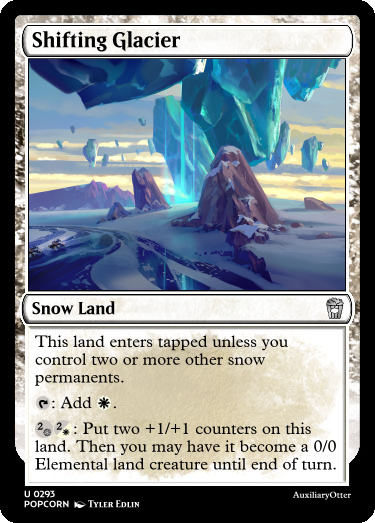 Shifting Glacier
Snow Land
This land enters tapped unless you
control two or more other snow
permanents.
: Add .
2 2: Put two +1/+1 counters on this
land. Then you may have it become a 0/0
Elemental land creature until end of turn.
U 0293
POPCORN Tyler Edlin
AuxiliaryOtter